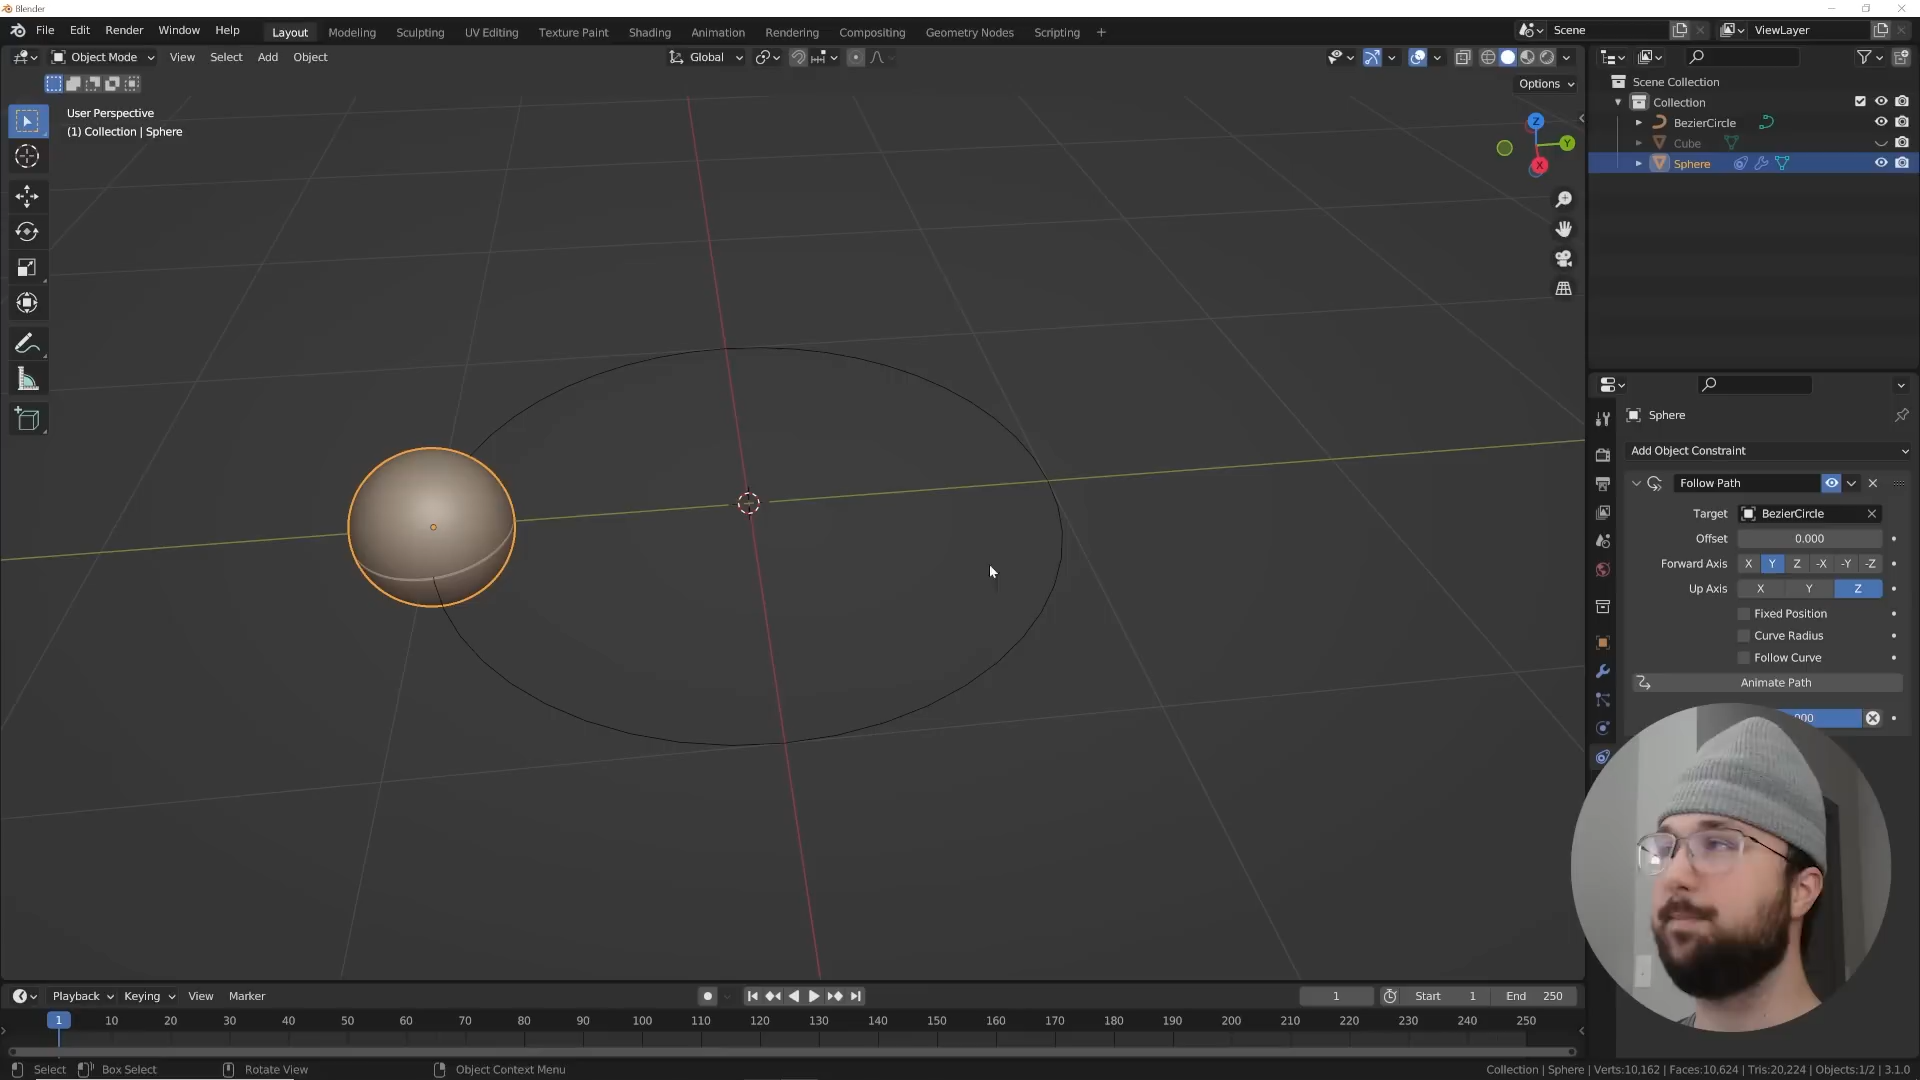 Blender
File Edit Render Window Help Layout Modeling Sculpting UV Editing Texture Paint Shading Animation Rendering Compositing Geometry Nodes Scripting + Scene ViewLayer
Object Mode View Select Add Object Global
Options
User Perspective
(1) Collection | Sphere
Z
Y
X
Scene Collection
Collection
BezierCircle
Cube
Sphere
Sphere
Add Object Constraint
Follow Path
Target BezierCircle
Offset 0.000
Forward Axis X Y Z -X -Y -Z
Up Axis X Y Z
Fixed Position
Curve Radius
Follow Curve
Animate Path
Playback Keying View Marker 1 Start 1 End 250
1 10 20 30 40 50 60 70 80 90 100 110 120 130 140 150 160 170 180 190 200 210 220 230 240 250
Select Box Select Rotate View Object Context Menu Collection | Sphere | Verts:10,162 | Faces:10,624 | Tris:20,224 | Objects:1/2 | 3.1.0